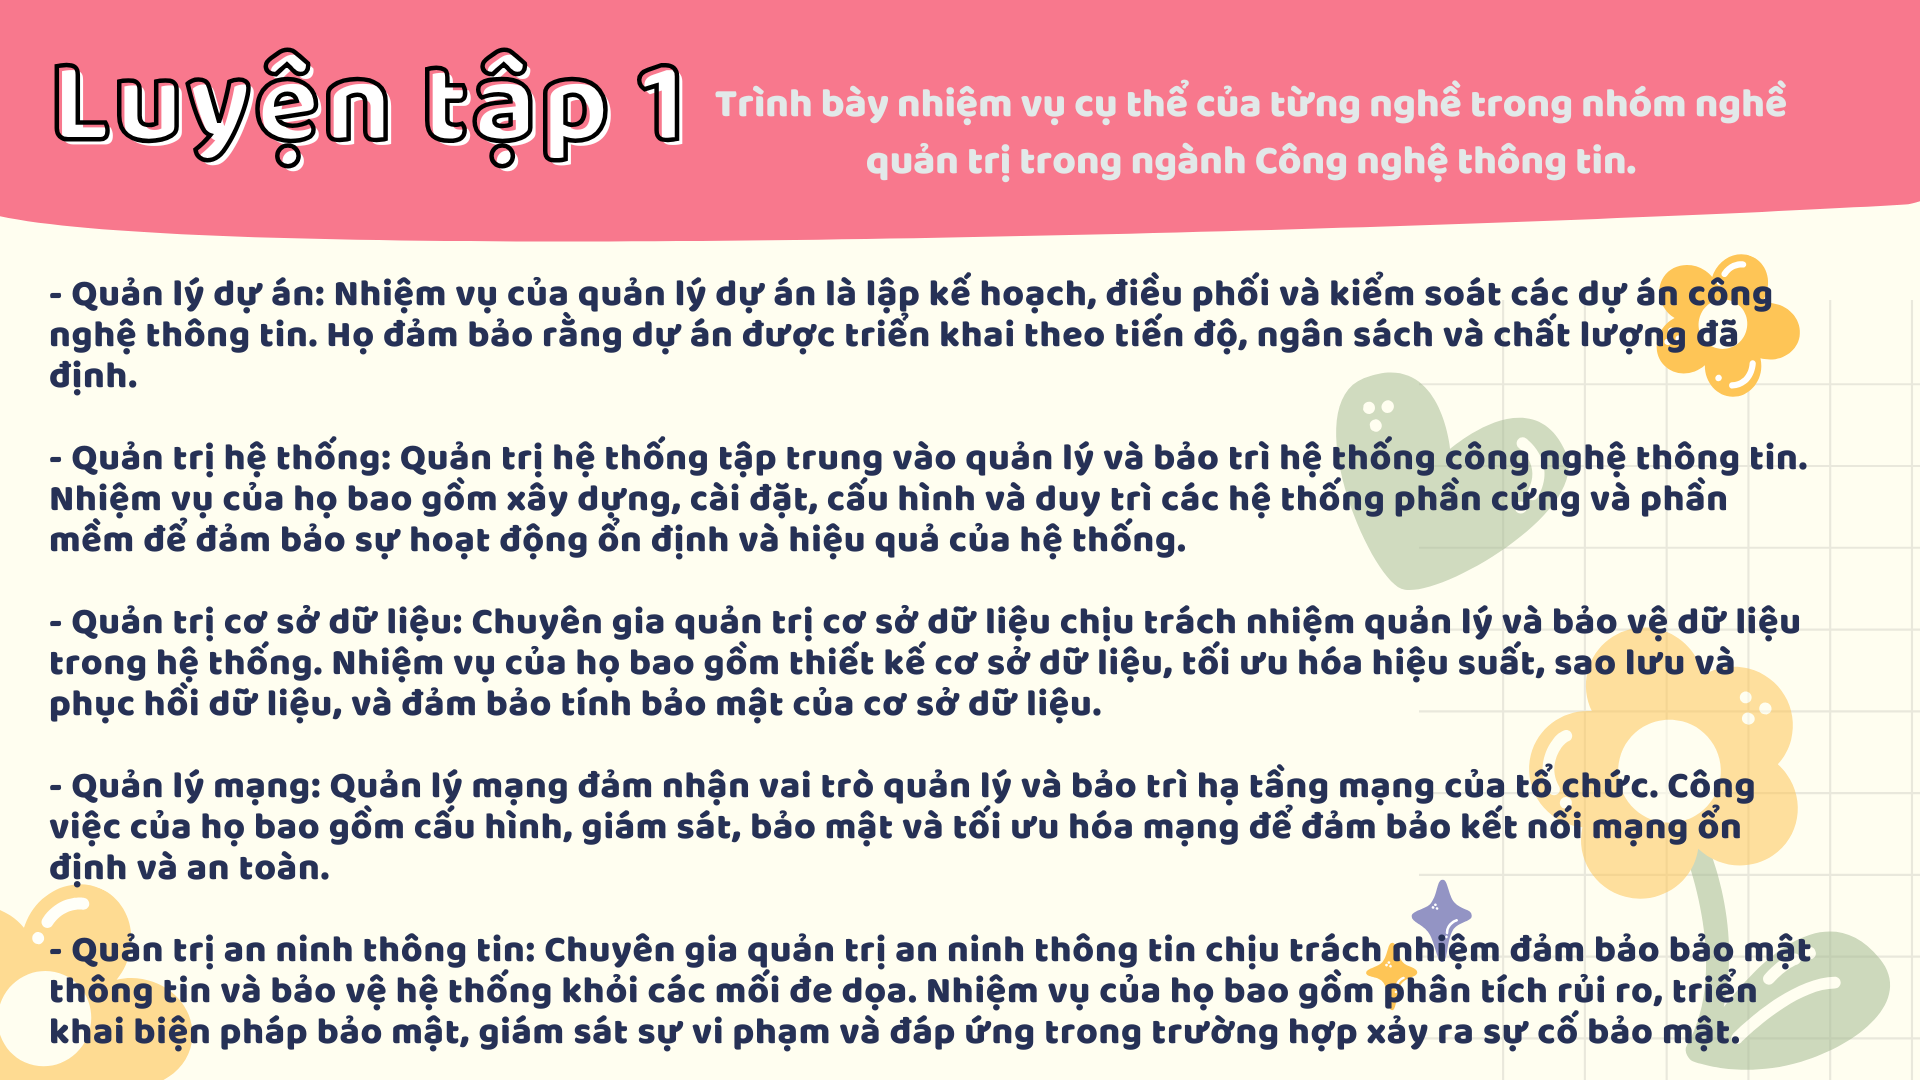 Luyện tập 1
Trình bày nhiệm vụ cụ thể của từng nghề trong nhóm nghề
quản trị trong ngành Công nghệ thông tin.
- Quản lý dự án: Nhiệm vụ của quản lý dự án là lập kế hoạch, điều phối và kiểm soát các dự án công
nghệ thông tin. Họ đảm bảo rằng dự án được triển khai theo tiến độ, ngân sách và chất lượng đã
định.
- Quản trị hệ thống: Quản trị hệ thống tập trung vào quản lý và bảo trì hệ thống công nghệ thông tin.
Nhiệm vụ của họ bao gồm xây dựng, cài đặt, cấu hình và duy trì các hệ thống phần cứng và phần
mềm để đảm bảo sự hoạt động ổn định và hiệu quả của hệ thống.
- Quản trị cơ sở dữ liệu: Chuyên gia quản trị cơ sở dữ liệu chịu trách nhiệm quản lý và bảo vệ dữ liệu
trong hệ thống. Nhiệm vụ của họ bao gồm thiết kế cơ sở dữ liệu, tối ưu hóa hiệu suất, sao lưu và
phục hồi dữ liệu, và đảm bảo tính bảo mật của cơ sở dữ liệu.
- Quản lý mạng: Quản lý mạng đảm nhận vai trò quản lý và bảo trì hạ tầng mạng của tổ chức. Công
việc của họ bao gồm cấu hình, giám sát, bảo mật và tối ưu hóa mạng để đảm bảo kết nối mạng ổn
định và an toàn.
- Quản trị an ninh thông tin: Chuyên gia quản trị an ninh thông tin chịu trách nhiệm đảm bảo bảo mật
thông tin và bảo vệ hệ thống khỏi các mối đe dọa. Nhiệm vụ của họ bao gồm phân tích rủi ro, triển
khai biện pháp bảo mật, giám sát sự vi phạm và đáp ứng trong trường hợp xảy ra sự cố bảo mật.